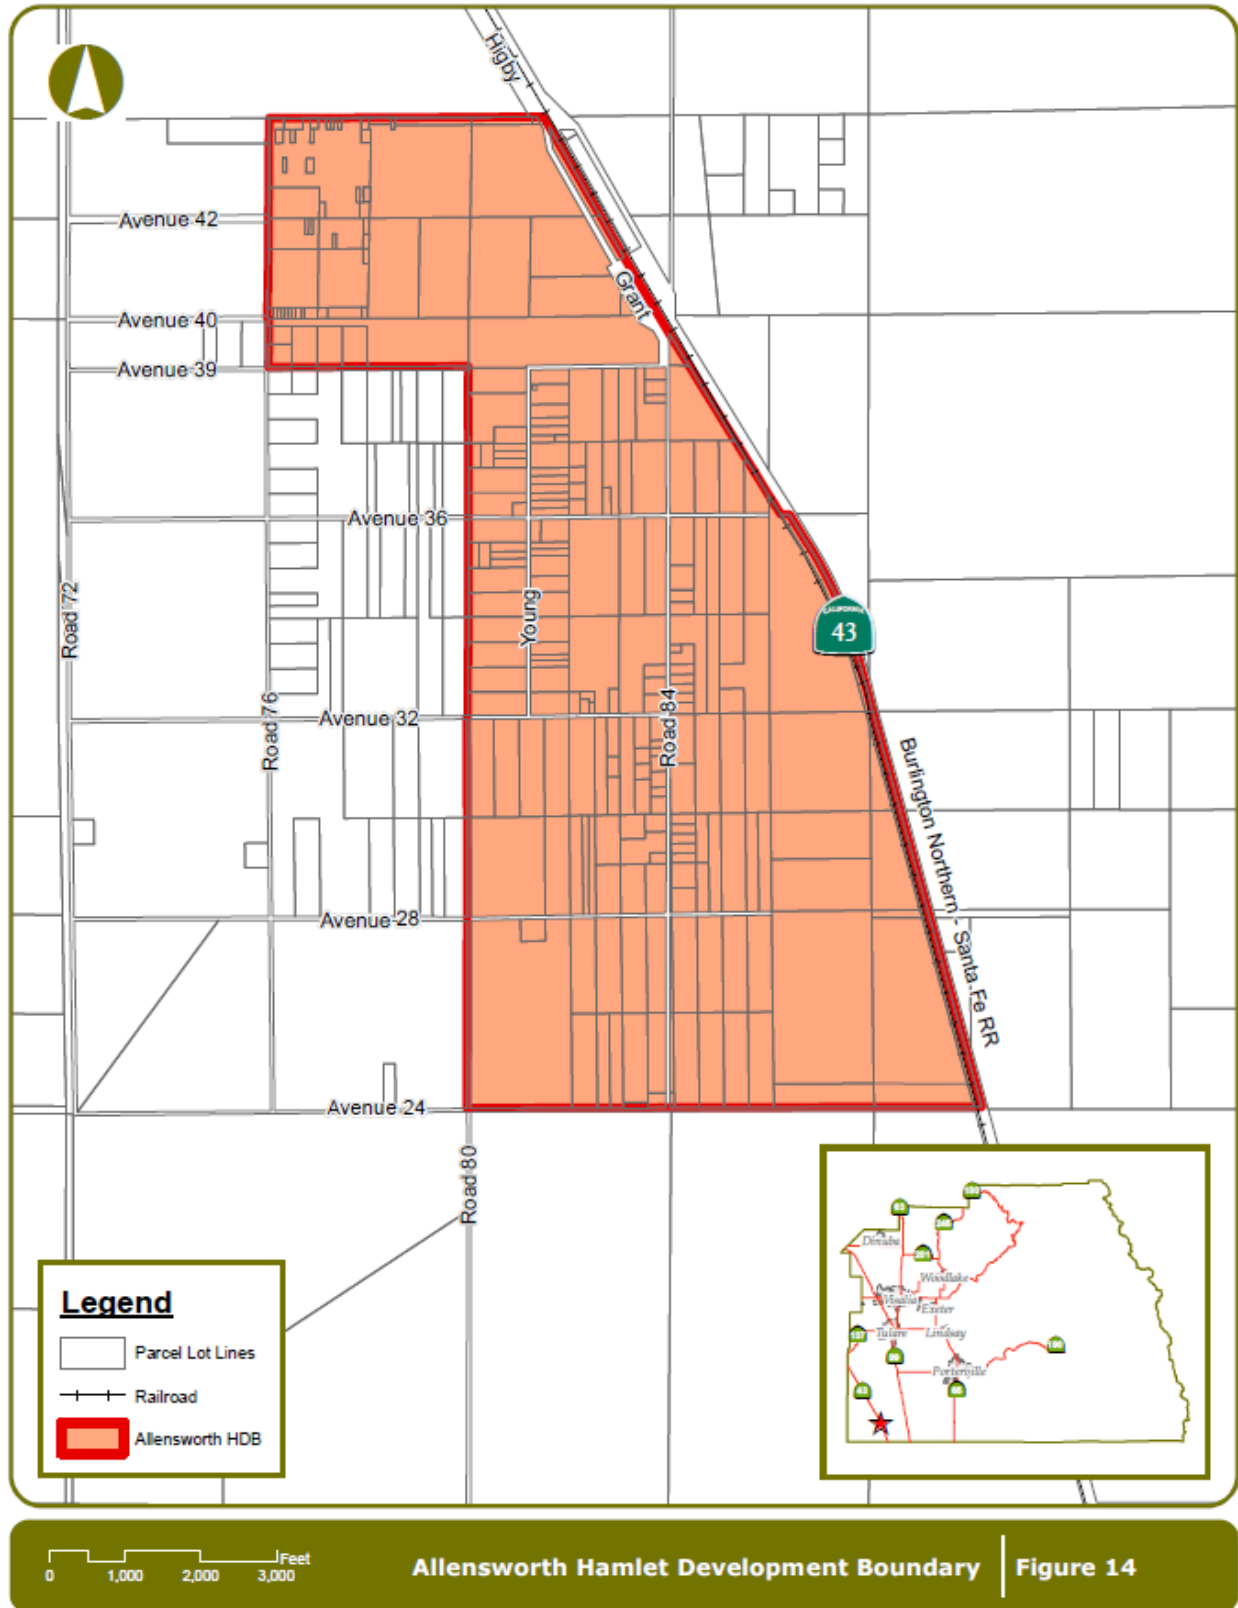 Higby
Avenue 42
Grant
Avenue 40
Avenue 39
Avenue 36
Road 72
Young
CALIFORNIA
43
Road 76
Avenue 32
Road 84
Burlington Northern - Santa Fe RR
Avenue 28
Avenue 24
Road 80
Legend
Parcel Lot Lines
Railroad
Allensworth HDB
63
Dinuba
Woodlake
Visalia
Exeter
Tulare
Lindsay
Porterville
43
0 1,000 2,000 3,000 Feet
Allensworth Hamlet Development Boundary
Figure 14